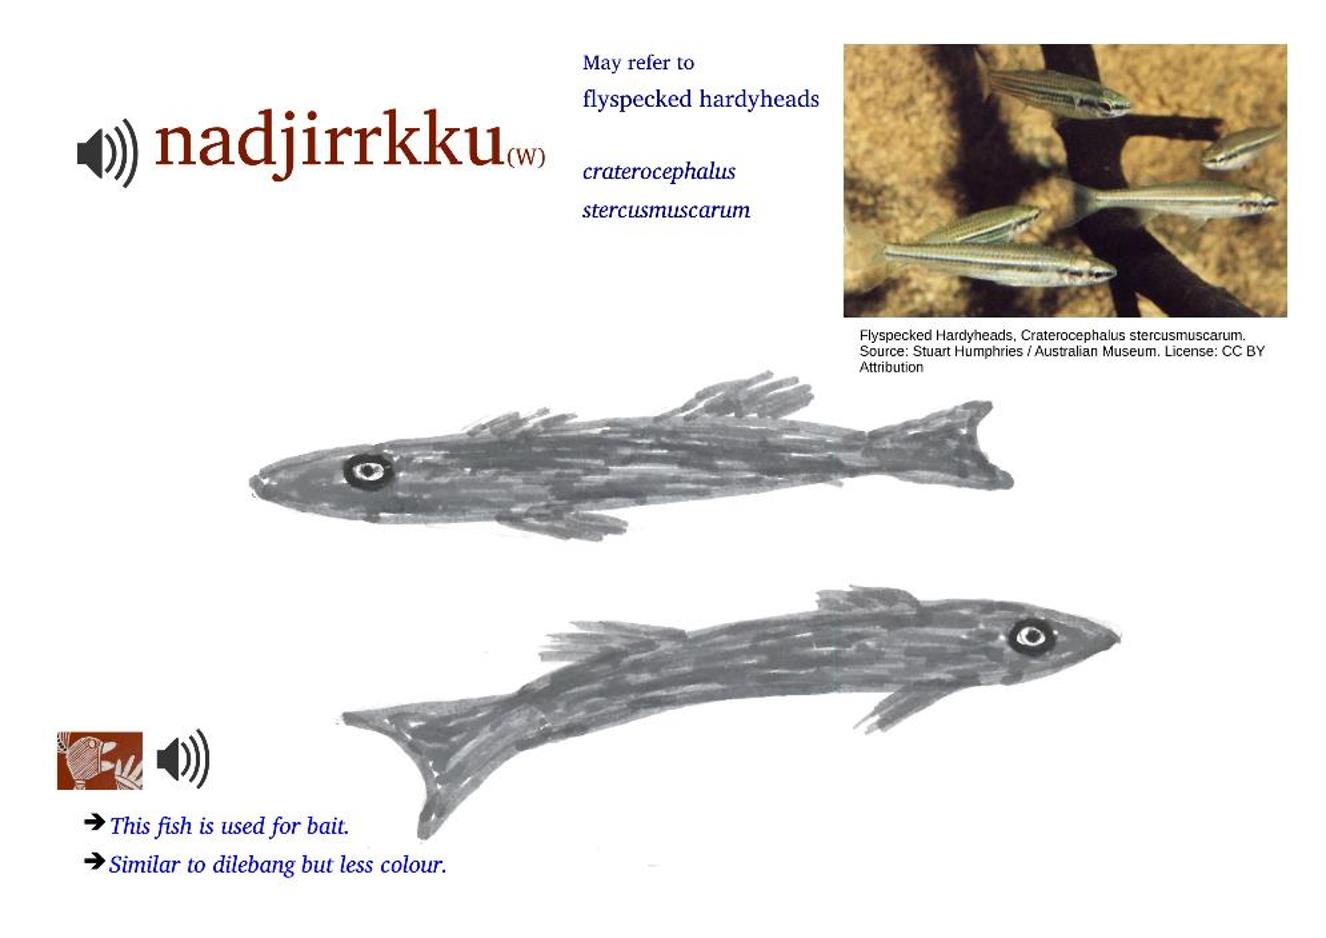 nadjirrkku(W)
May refer to
flyspecked hardyheads
craterocephalus
stercusmuscarum
Flyspecked Hardyheads, Craterocephalus stercusmuscarum.
Source: Stuart Humphries / Australian Museum. License: CC BY
Attribution
➔ This fish is used for bait.
➔ Similar to dilebang but less colour.